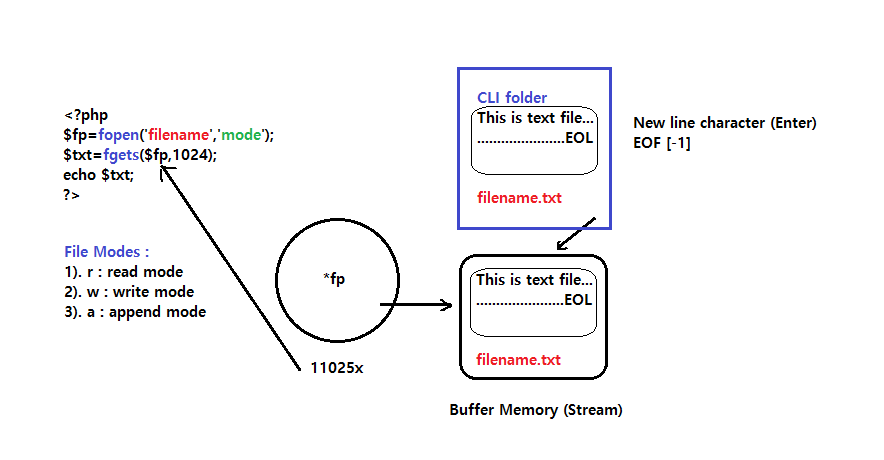 <?php
$fp=fopen('filename','mode');
$txt=fgets($fp,1024);
echo $txt;
?>
File Modes :
1). r : read mode
2). w : write mode
3). a : append mode
*fp
11025x
CLI folder
This is text file...
......................EOL
filename.txt
New line character (Enter)
EOF [-1]
This is text file...
......................EOL
filename.txt
Buffer Memory (Stream)